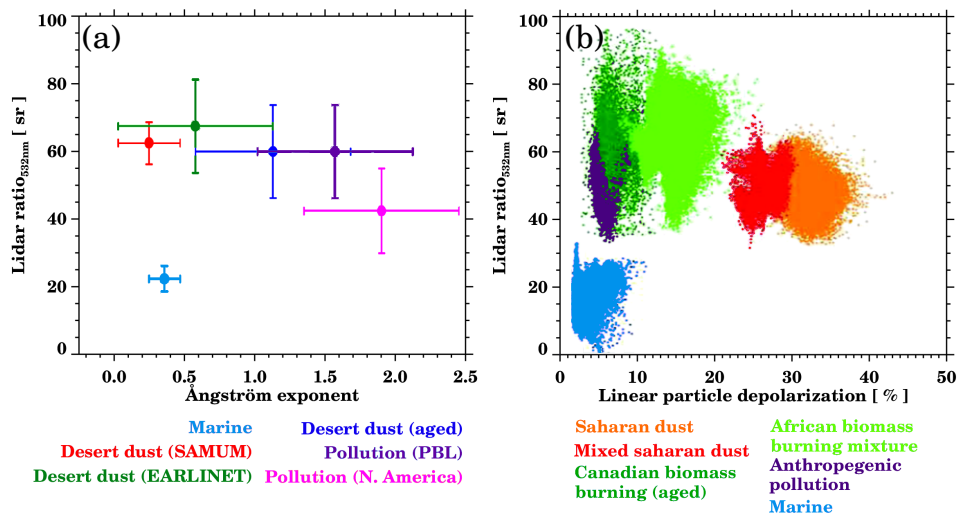 (a)
Lidar ratio532nm [ sr ]
100
80
60
40
20
0
0.0 0.5 1.0 1.5 2.0 2.5
Ångström exponent
Marine
Desert dust (SAMUM)
Desert dust (EARLINET)
Desert dust (aged)
Pollution (PBL)
Pollution (N. America)
(b)
Lidar ratio532nm [ sr ]
100
80
60
40
20
0
0 10 20 30 40 50
Linear particle depolarization [ % ]
Saharan dust
Mixed saharan dust
Canadian biomass
burning (aged)
African biomass
burning mixture
Anthropegenic
pollution
Marine